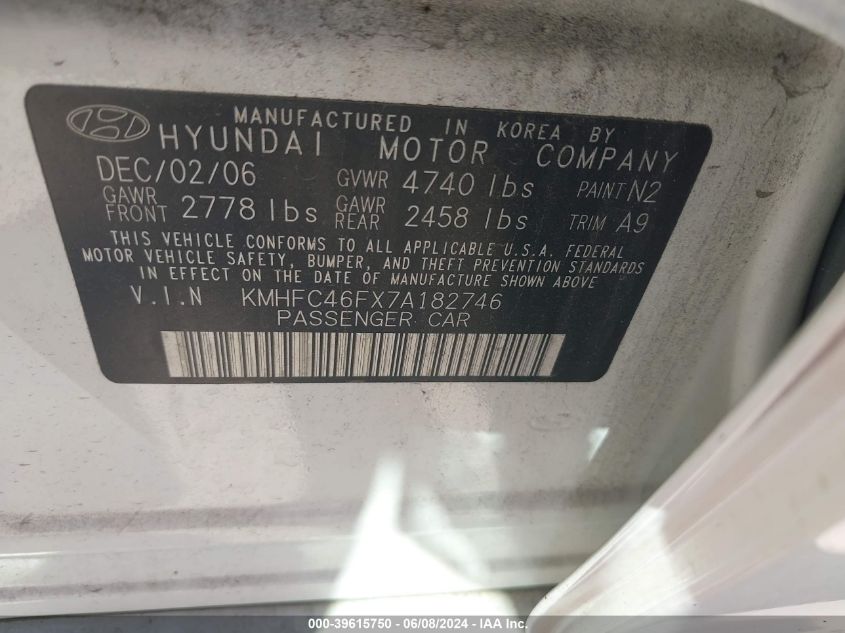 MANUFACTURED IN KOREA BY
HYUNDAI MOTOR COMPANY
DEC/02/06 GVWR 4740 lbs PAINT N2
GAWR FRONT 2778 lbs GAWR REAR 2458 lbs TRIM A9
THIS VEHICLE CONFORMS TO ALL APPLICABLE U.S.A. FEDERAL
MOTOR VEHICLE SAFETY, BUMPER, AND THEFT PREVENTION STANDARDS
IN EFFECT ON THE DATE OF MANUFACTURE SHOWN ABOVE
V.I.N KMHFC46FX7A182746
PASSENGER CAR
000-39615750 - 06/08/2024 - IAA Inc.